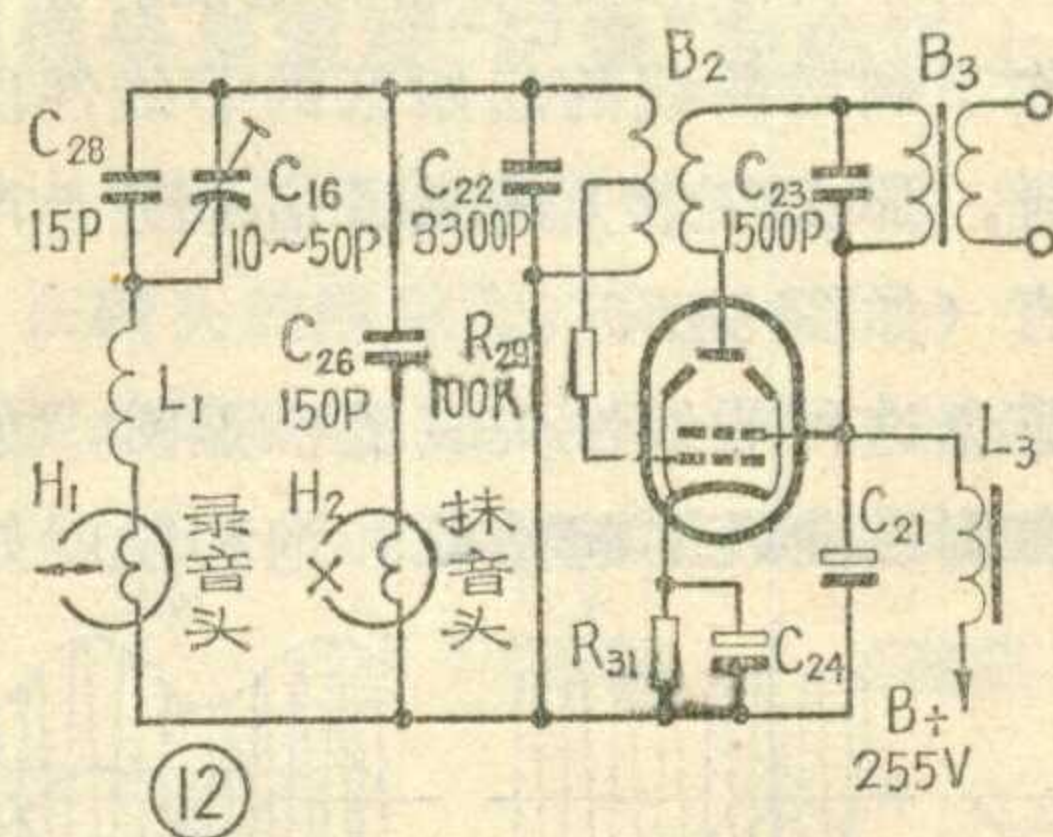 B₂
B₃
C₂₈
15P
C₁₆
10~50P
C₂₂
3300P
C₂₃
1500P
L₁
C₂₆
150P
R₂₉
100K
H₁
录音头
H₂
抹音头
L₃
C₂₁
R₃₁
C₂₄
B+
255V
12